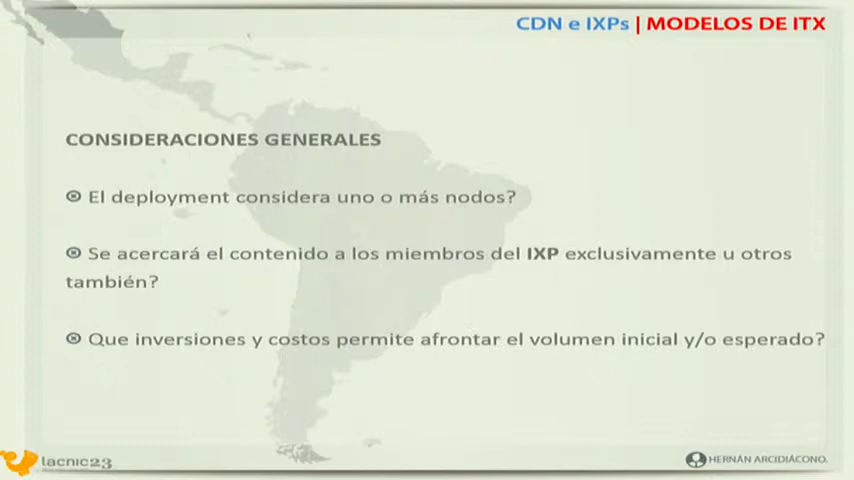 CDN e IXPs | MODELOS DE ITX
CONSIDERACIONES GENERALES
El deployment considera uno o más nodos?
Se acercará el contenido a los miembros del IXP exclusivamente u otros
también?
Que inversiones y costos permite afrontar el volumen inicial y/o esperado?
lacnic23
HERNÁN ARCIDIÁCONO.